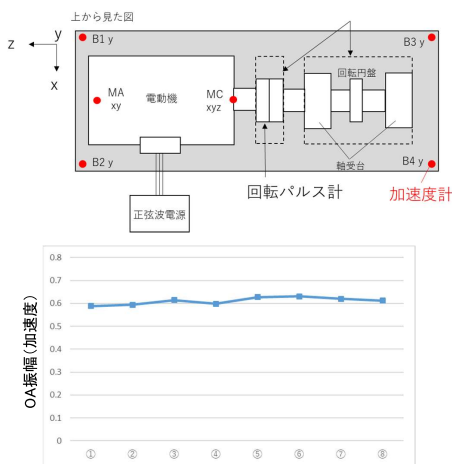 上から見た図
y
z
x
B1 y
B3 y
MA
xy
電動機
MC
xyz
回転円盤
B2 y
軸受台
B4 y
回転パルス計
加速度計
正弦波電源
OA振幅(加速度)
0.8
0.7
0.6
0.5
0.4
0.3
0.2
0.1
0
① ② ③ ④ ⑤ ⑥ ⑦ ⑧